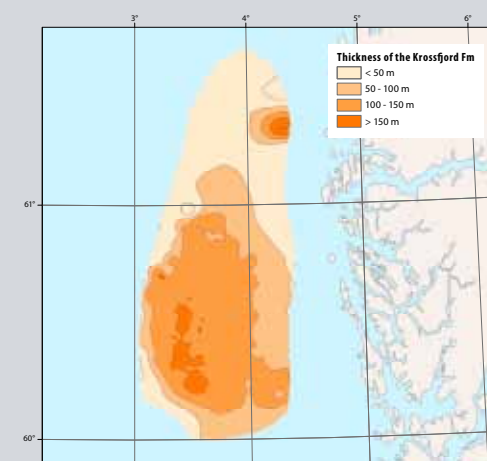 3° 4° 5° 6°
Thickness of the Krossfjord Fm
< 50 m
50 - 100 m
100 - 150 m
> 150 m
61°
60°